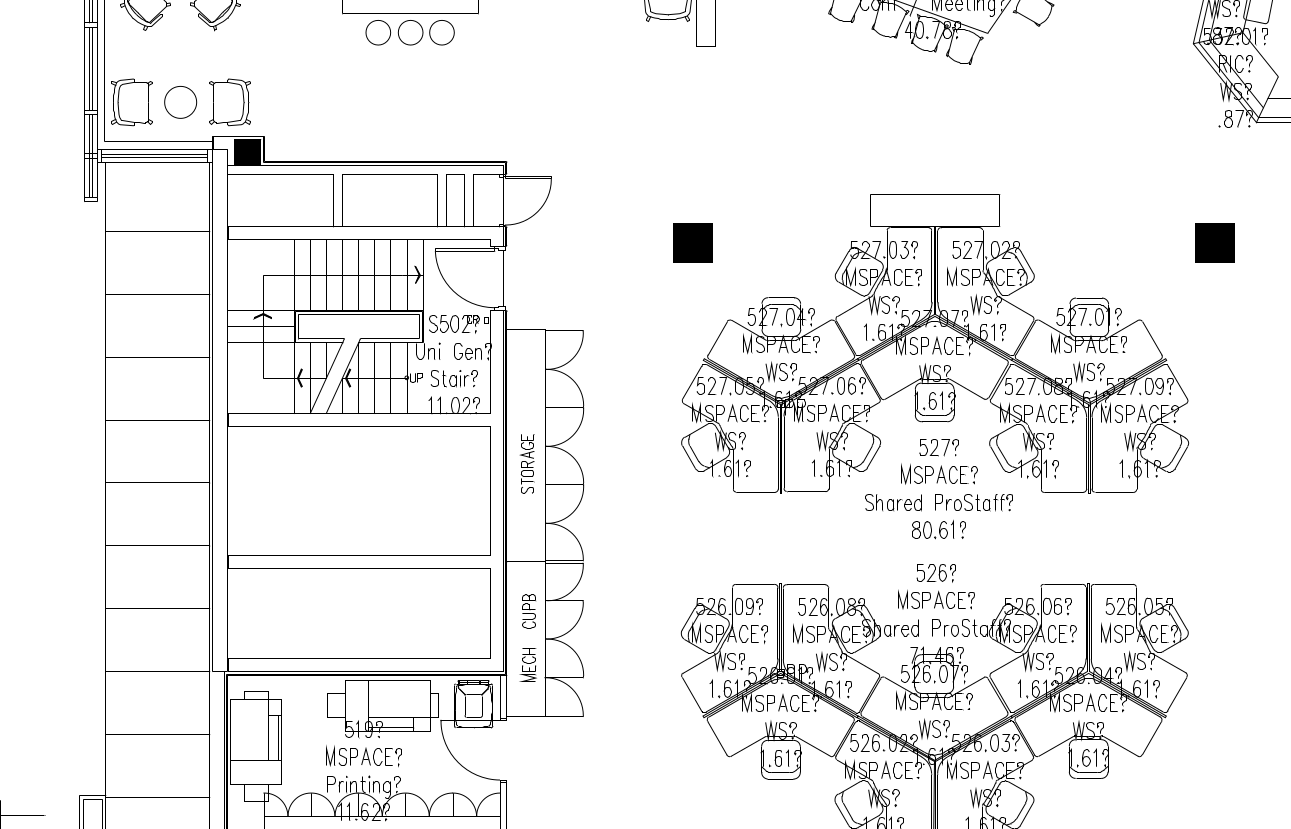 Meeting?
40.78?
WS?
582.01?
RIC?
WS?
.87?
527.03?
MSPACE?
WS?
1.61?
527.02?
MSPACE?
WS?
1.61?
527.04?
MSPACE?
WS?
527.07?
MSPACE?
WS?
1.61?
527.01?
MSPACE?
WS?
S502?
Uni Gen?
Stair?
11.02?
UP
527.05?
MSPACE?
WS?
1.61?
527.06?
MSPACE?
WS?
1.61?
527.08?
MSPACE?
WS?
1.61?
527.09?
MSPACE?
WS?
1.61?
STORAGE
527?
MSPACE?
Shared ProStaff?
80.61?
526?
MSPACE?
Shared ProStaff?
71.46?
MECH CUPB
526.09?
MSPACE?
WS?
1.61?
526.08?
MSPACE?
WS?
1.61?
526.06?
MSPACE?
WS?
1.61?
526.05?
MSPACE?
WS?
1.61?
526.01?
MSPACE?
WS?
1.61?
526.07?
MSPACE?
WS?
1.61?
526.04?
MSPACE?
WS?
1.61?
519?
MSPACE?
Printing?
11.62?
526.02?
MSPACE?
WS?
1.61?
526.03?
MSPACE?
WS?
1.61?